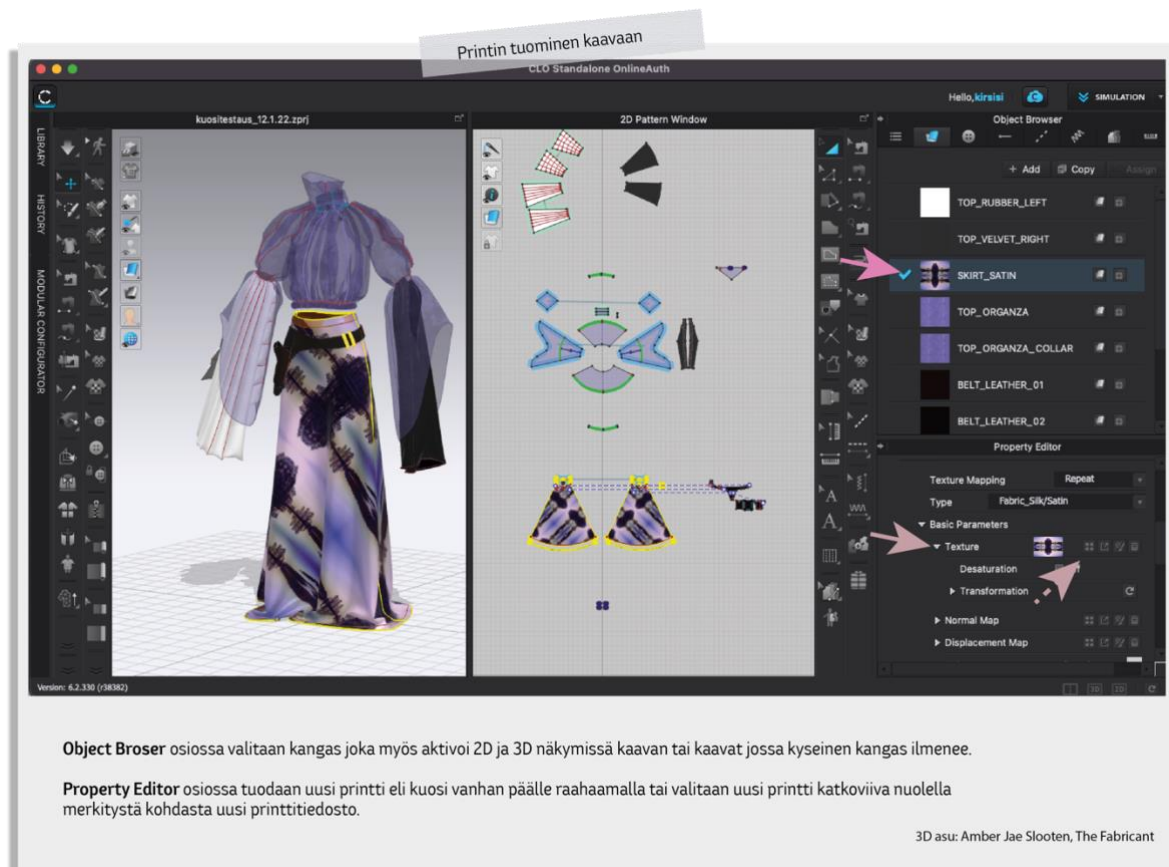 Printin tuominen kaavaan
CLO Standalone OnlineAuth
Hello,kirsisi
SIMULATION
LIBRARY
HISTORY
MODULAR CONFIGURATOR
kuositestaus_12.1.22.zprj
2D Pattern Window
Object Browser
+ Add
Copy
Assign
TOP_RUBBER_LEFT
TOP_VELVET_RIGHT
SKIRT_SATIN
TOP_ORGANZA
TOP_ORGANZA_COLLAR
BELT_LEATHER_01
BELT_LEATHER_02
Property Editor
Texture Mapping Repeat
Type Fabric_Silk/Satin
Basic Parameters
Texture
Desaturation
Transformation
Normal Map
Displacement Map
Version: 6.2.330 (r38382)
3D 2D
Object Broser osiossa valitaan kangas joka myös aktivoi 2D ja 3D näkymissä kaavan tai kaavat jossa kyseinen kangas ilmenee.
Property Editor osiossa tuodaan uusi printti eli kuosi vanhan päälle raahaamalla tai valitaan uusi printti katkoviiva nuolella
merkitystä kohdasta uusi printtitiedosto.
3D asu: Amber Jae Slooten, The Fabricant